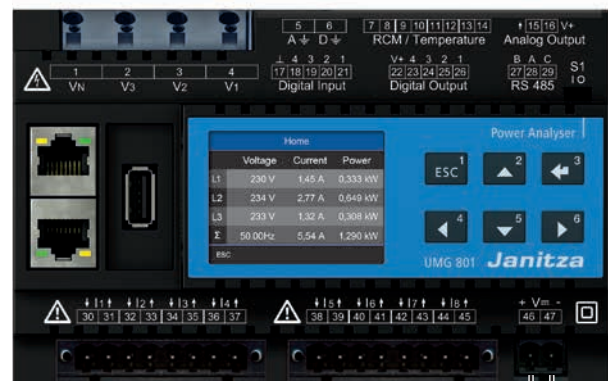 5 6 7 8 9 10 11 12 13 14 15 16 V+
A D RCM / Temperature Analog Output
1 2 3 4 ⊥ 4 3 2 1 V+ 4 3 2 1 B A C S1
17 18 19 20 21 22 23 24 25 26 27 28 29 I O
VN V3 V2 V1 Digital Input Digital Output RS 485
Home
Voltage Current Power
L1 230 V 1,45 A 0,333 kW
L2 234 V 2,77 A 0,649 kW
L3 233 V 1,32 A 0,308 kW
Σ 50.00Hz 5,54 A 1,290 kW
esc
Power Analyser
ESC 1 2 3
4 5 6
UMG 801 Janitza
I1 I2 I3 I4 I5 I6 I7 I8 + V -
30 31 32 33 34 35 36 37 38 39 40 41 42 43 44 45 46 47